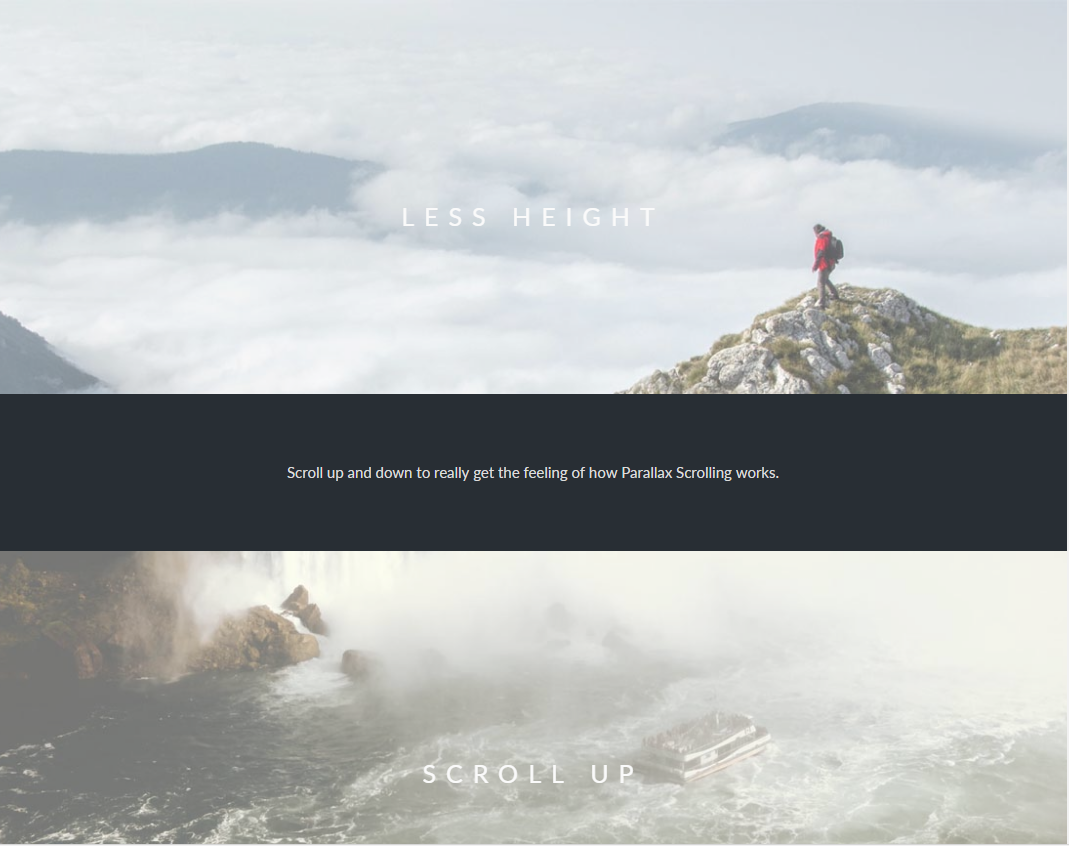 LESS HEIGHT
Scroll up and down to really get the feeling of how Parallax Scrolling works.
SCROLL UP